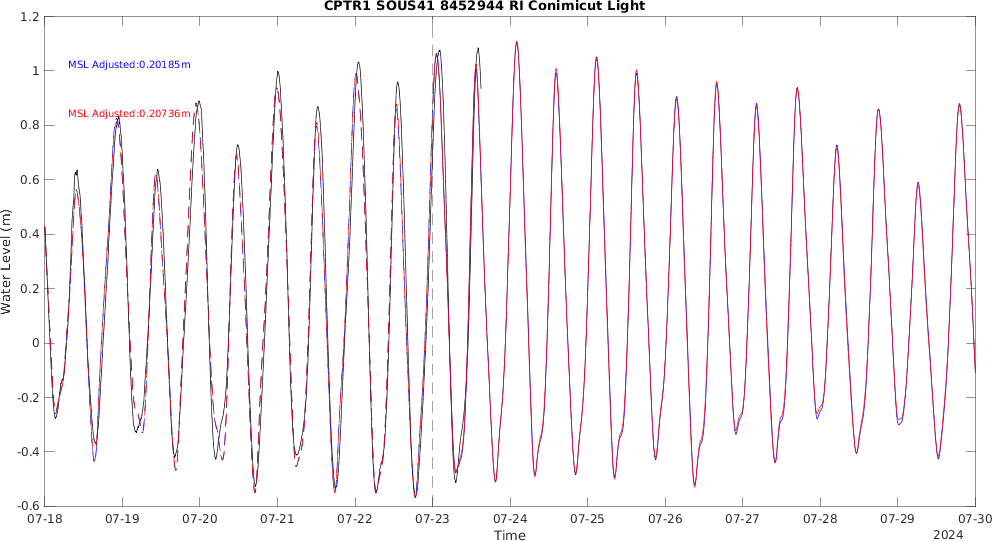 CPTR1 SOUS41 8452944 RI Conimicut Light
1.2
MSL Adjusted:0.20185m
1
MSL Adjusted:0.20736m
0.8
0.6
0.4
Water Level (m)
0.2
0
-0.2
-0.4
-0.6
07-18 07-19 07-20 07-21 07-22 07-23 07-24 07-25 07-26 07-27 07-28 07-29 07-30
Time
2024